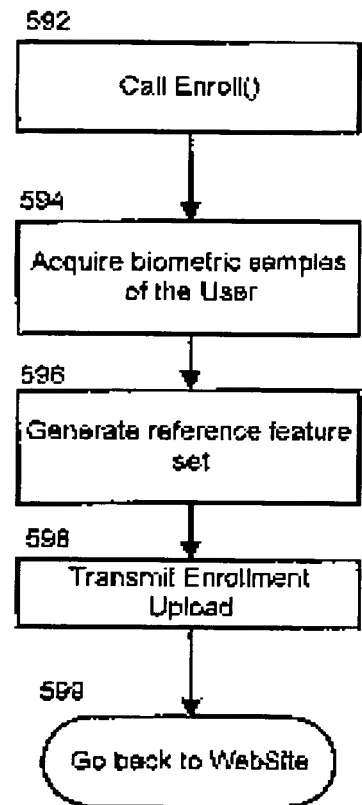 592
Call Enroll()
594
Acquire biometric samples
of the User
596
Generate reference feature
set
598
Transmit Enrollment
Upload
599
Go back to WebSite